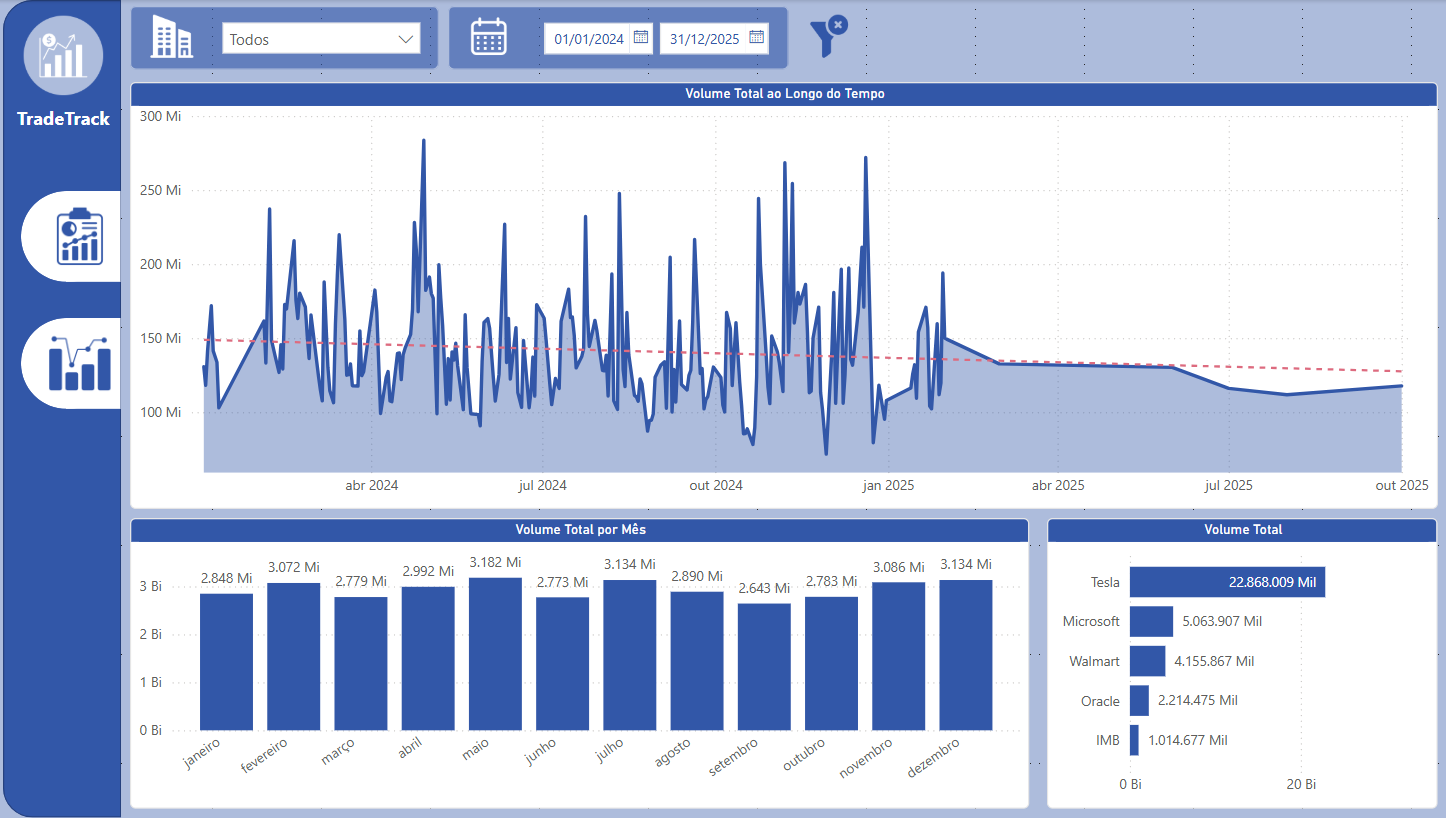 TradeTrack
Todos
01/01/2024
31/12/2025
Volume Total ao Longo do Tempo
300 Mi
250 Mi
200 Mi
150 Mi
100 Mi
abr 2024
jul 2024
out 2024
jan 2025
abr 2025
jul 2025
out 2025
Volume Total por Mês
3 Bi
2 Bi
1 Bi
0 Bi
2.848 Mi
3.072 Mi
2.779 Mi
2.992 Mi
3.182 Mi
2.773 Mi
3.134 Mi
2.890 Mi
2.643 Mi
2.783 Mi
3.086 Mi
3.134 Mi
janeiro
fevereiro
março
abril
maio
junho
julho
agosto
setembro
outubro
novembro
dezembro
Volume Total
Tesla 22.868.009 Mil
Microsoft 5.063.907 Mil
Walmart 4.155.867 Mil
Oracle 2.214.475 Mil
IMB 1.014.677 Mil
0 Bi
20 Bi